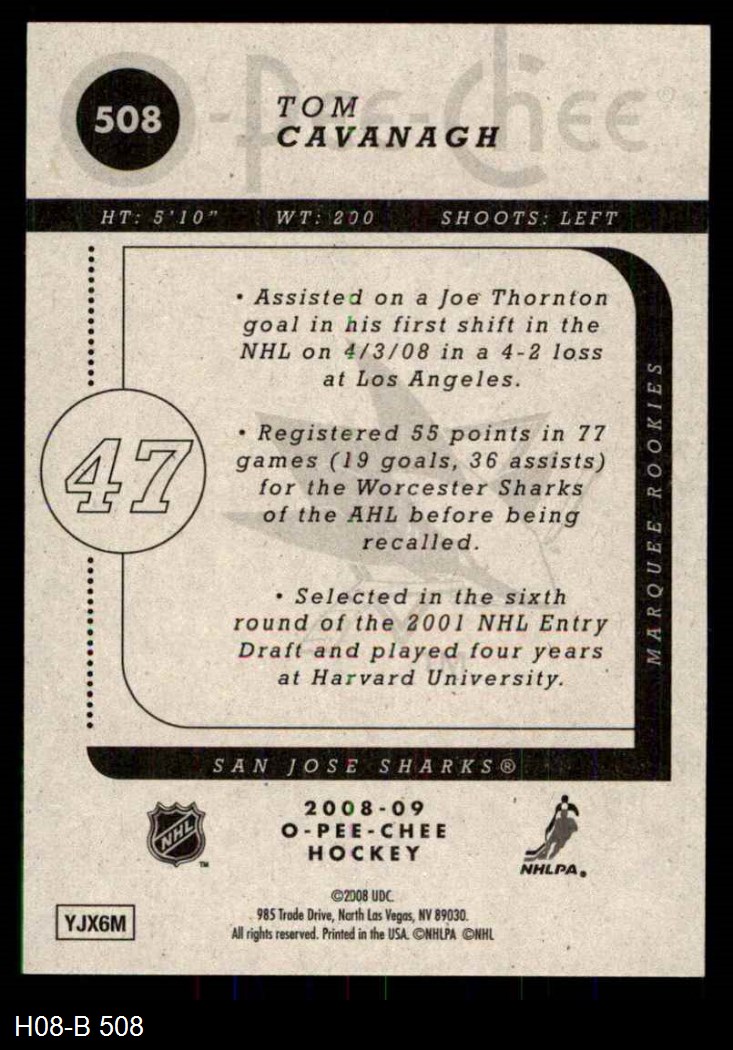 O-Pee-Chee®
508
TOM
CAVANAGH
HT: 5'10" WT: 200 SHOOTS: LEFT
• Assisted on a Joe Thornton
goal in his first shift in the
NHL on 4/3/08 in a 4-2 loss
at Los Angeles.
47
• Registered 55 points in 77
games (19 goals, 36 assists)
for the Worcester Sharks
of the AHL before being
recalled.
• Selected in the sixth
round of the 2001 NHL Entry
Draft and played four years
at Harvard University.
MARQUEE ROOKIES
SAN JOSE SHARKS®
NHL
TM
2008-09
O-PEE-CHEE
HOCKEY
NHLPA®
©2008 UDC.
985 Trade Drive, North Las Vegas, NV 89030.
All rights reserved. Printed in the USA. ©NHLPA ©NHL
YJX6M
H08-B 508